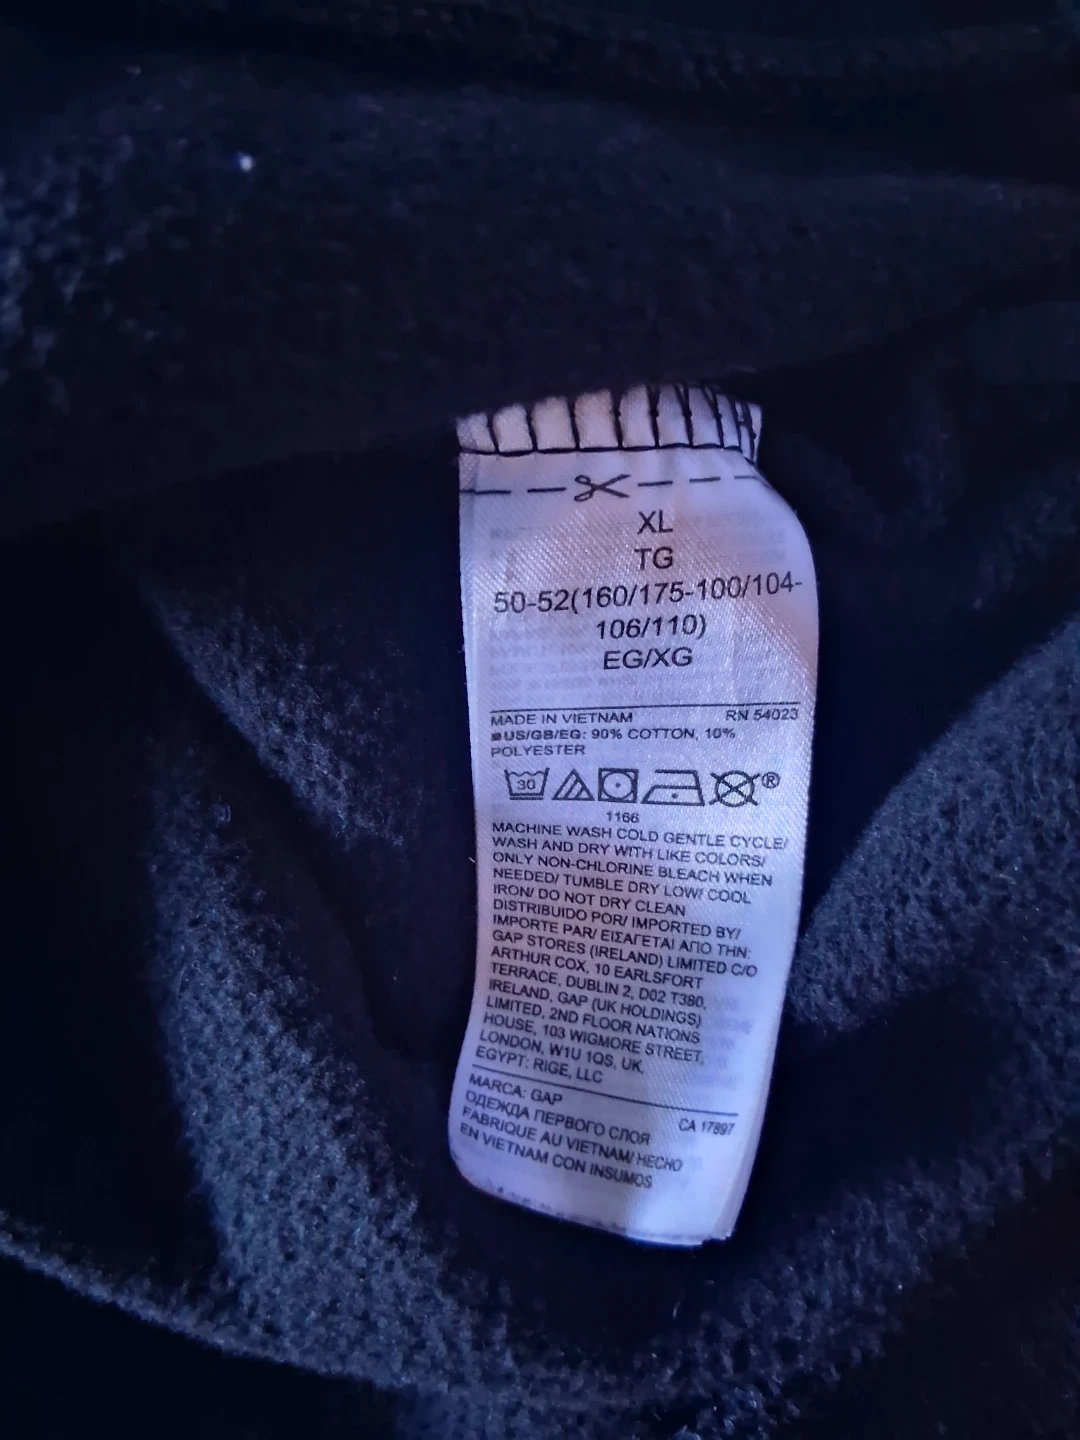 XL
TG
50-52(160/175-100/104-
106/110)
EG/XG
MADE IN VIETNAM RN 54023
US/GB/EG: 90% COTTON, 10%
POLYESTER
30 ®
1166
MACHINE WASH COLD GENTLE CYCLE/
WASH AND DRY WITH LIKE COLORS/
ONLY NON-CHLORINE BLEACH WHEN
NEEDED/ TUMBLE DRY LOW/ COOL
IRON/ DO NOT DRY CLEAN
DISTRIBUIDO POR/ IMPORTED BY/
IMPORTE PAR/ ΕΙΣΑΓΕΤΑΙ ΑΠΟ ΤΗΝ:
GAP STORES (IRELAND) LIMITED C/O
ARTHUR COX, 10 EARLSFORT
TERRACE, DUBLIN 2, D02 T380,
IRELAND, GAP (UK HOLDINGS)
LIMITED, 2ND FLOOR NATIONS
HOUSE, 103 WIGMORE STREET,
LONDON, W1U 1QS, UK.
EGYPT: RIGE, LLC
MARCA: GAP CA 17897
ОДЕЖДА ПЕРВОГО СЛОЯ
FABRIQUE AU VIETNAM/ HECHO
EN VIETNAM CON INSUMOS